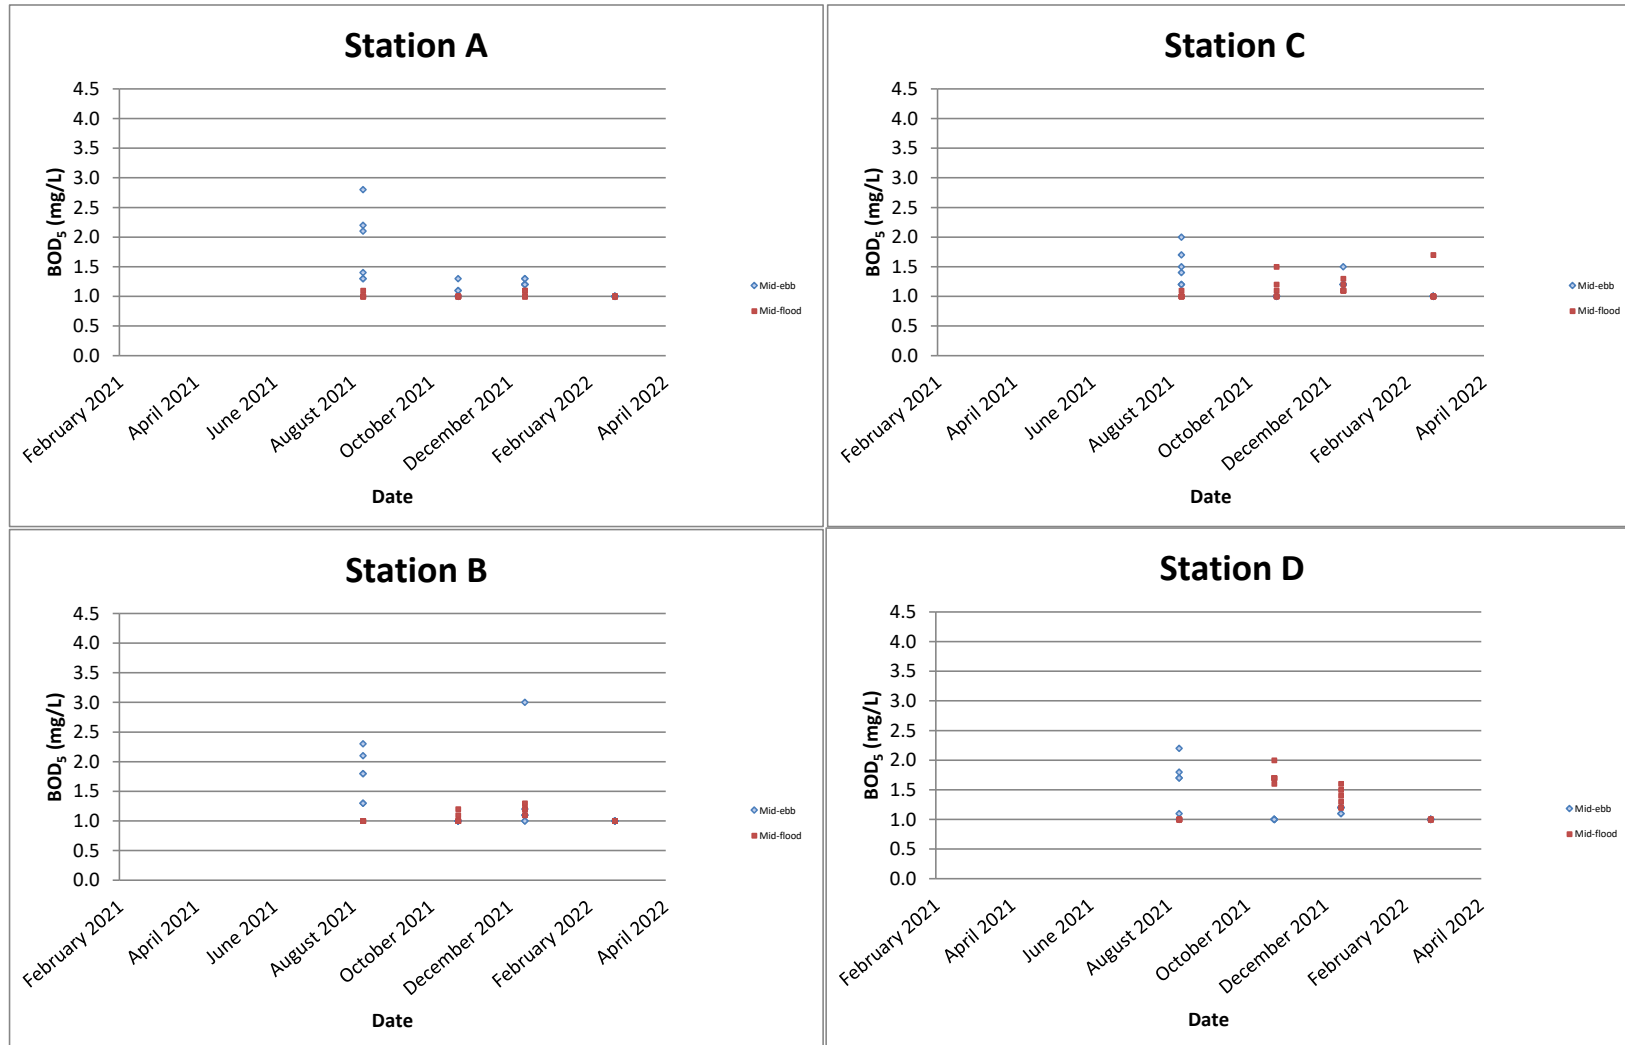 Station A
4.5
4.0
3.5
3.0
2.5
2.0
1.5
1.0
0.5
0.0
BOD5 (mg/L)
February 2021
April 2021
June 2021
August 2021
October 2021
December 2021
February 2022
April 2022
Date
Mid-ebb
Mid-flood
Station C
4.5
4.0
3.5
3.0
2.5
2.0
1.5
1.0
0.5
0.0
BOD5 (mg/L)
February 2021
April 2021
June 2021
August 2021
October 2021
December 2021
February 2022
April 2022
Date
Mid-ebb
Mid-flood
Station B
4.5
4.0
3.5
3.0
2.5
2.0
1.5
1.0
0.5
0.0
BOD5 (mg/L)
February 2021
April 2021
June 2021
August 2021
October 2021
December 2021
February 2022
April 2022
Date
Mid-ebb
Mid-flood
Station D
4.5
4.0
3.5
3.0
2.5
2.0
1.5
1.0
0.5
0.0
BOD5 (mg/L)
February 2021
April 2021
June 2021
August 2021
October 2021
December 2021
February 2022
April 2022
Date
Mid-ebb
Mid-flood